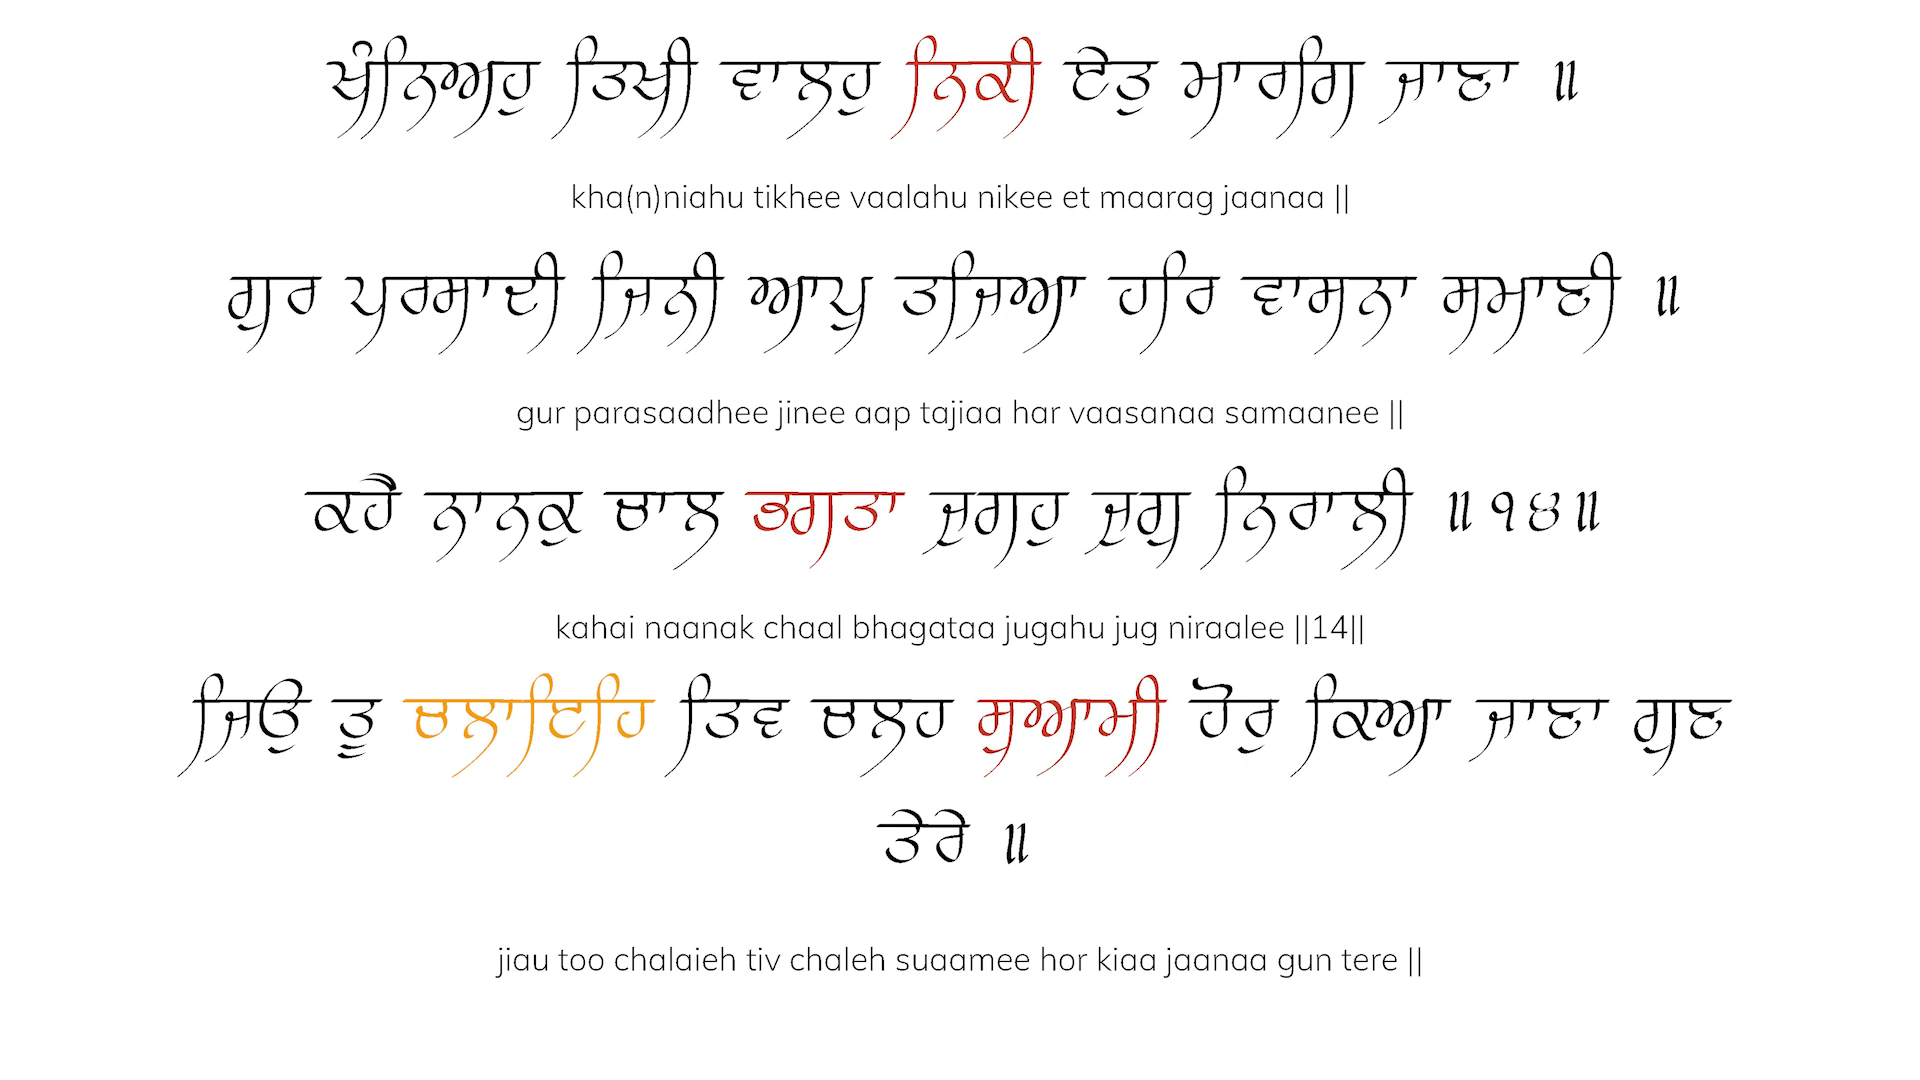 ਖੰਨਿਅਹੁ ਤਿਖੀ ਵਾਲਹੁ ਨਿਕੀ ਏਤੁ ਮਾਰਗਿ ਜਾਣਾ ॥
kha(n)niahu tikhee vaalahu nikee et maarag jaanaa ||
ਗੁਰ ਪਰਸਾਦੀ ਜਿਨੀ ਆਪੁ ਤਜਿਆ ਹਰਿ ਵਾਸਨਾ ਸਮਾਣੀ ॥
gur parasaadhee jinee aap tajiaa har vaasanaa samaanee ||
ਕਹੈ ਨਾਨਕੁ ਚਾਲ ਭਗਤਾ ਜੁਗਹੁ ਜੁਗੁ ਨਿਰਾਲੀ ॥੧੪॥
kahai naanak chaal bhagataa jugahu jug niraalee ||14||
ਜਿਉ ਤੂ ਚਲਾਇਹਿ ਤਿਵ ਚਲਹ ਸੁਆਮੀ ਹੋਰੁ ਕਿਆ ਜਾਣਾ ਗੁਣ
ਤੇਰੇ ॥
jiau too chalaieh tiv chaleh suaamee hor kiaa jaanaa gun tere ||